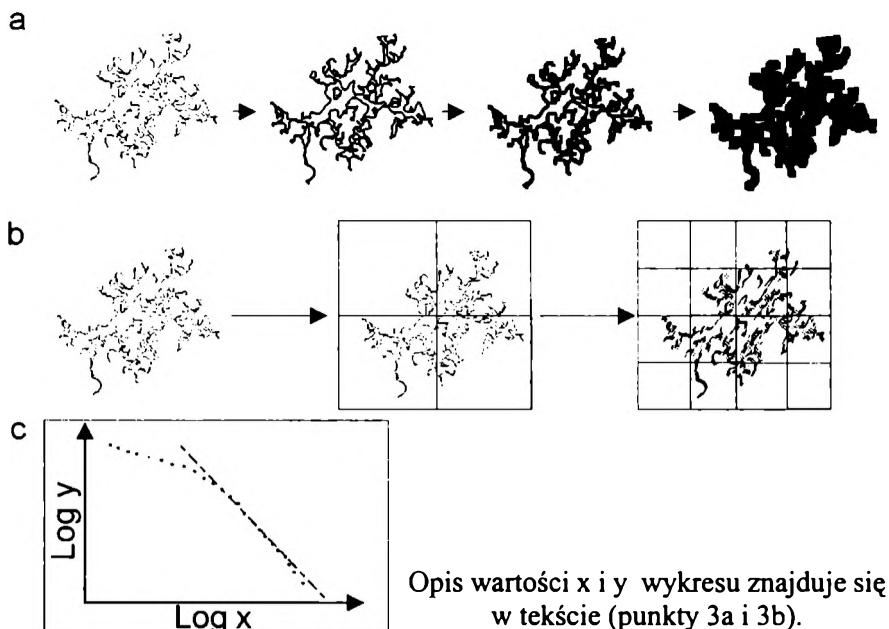 a
b
c
Log y
Log x
Opis wartości x i y wykresu znajduje się
w tekście (punkty 3a i 3b).